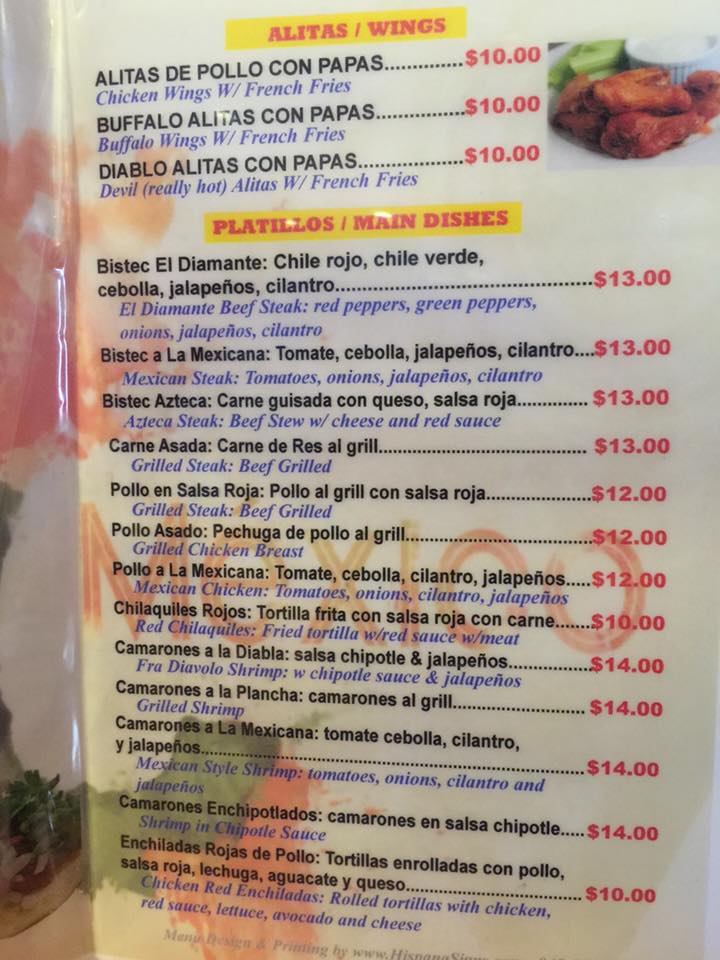 ALITAS / WINGS
ALITAS DE POLLO CON PAPAS..............$10.00
Chicken Wings W/ French Fries
BUFFALO ALITAS CON PAPAS................$10.00
Buffalo Wings W/ French Fries
DIABLO ALITAS CON PAPAS...................$10.00
Devil (really hot) Alitas W/ French Fries
PLATILLOS / MAIN DISHES
Bistec El Diamante: Chile rojo, chile verde,
cebolla, jalapeños, cilantro.............................................$13.00
El Diamante Beef Steak: red peppers, green peppers,
onions, jalapeños, cilantro
Bistec a La Mexicana: Tomate, cebolla, jalapeños, cilantro....$13.00
Mexican Steak: Tomatoes, onions, jalapeños, cilantro
Bistec Azteca: Carne guisada con queso, salsa roja.............. $13.00
Azteca Steak: Beef Stew w/ cheese and red sauce
Carne Asada: Carne de Res al grill........................................ $13.00
Grilled Steak: Beef Grilled
Pollo en Salsa Roja: Pollo al grill con salsa roja....................$12.00
Grilled Steak: Beef Grilled
Pollo Asado: Pechuga de pollo al grill....................................$12.00
Grilled Chicken Breast
Pollo a La Mexicana: Tomate, cebolla, cilantro, jalapeños.....$12.00
Mexican Chicken: Tomatoes, onions, cilantro, jalapeños
Chilaquiles Rojos: Tortilla frita con salsa roja con carne.......$10.00
Red Chilaquiles: Fried tortilla w/red sauce w/meat
Camarones a la Diabla: salsa chipotle & jalapeños...............$14.00
Fra Diavolo Shrimp: w chipotle sauce & jalapeños
Camarones a la Plancha: camarones al grill......................... $14.00
Grilled Shrimp
Camarones a La Mexicana: tomate cebolla, cilantro,
y jalapeños.........................................................................$14.00
Mexican Style Shrimp: tomatoes, onions, cilantro and
jalapeños
Camarones Enchipotlados: camarones en salsa chipotle.....$14.00
Shrimp in Chipotle Sauce
Enchiladas Rojas de Pollo: Tortillas enrolladas con pollo,
salsa roja, lechuga, aguacate y queso................................. $10.00
Chicken Red Enchiladas: Rolled tortillas with chicken,
red sauce, lettuce, avocado and cheese
Menu Design & Printing by